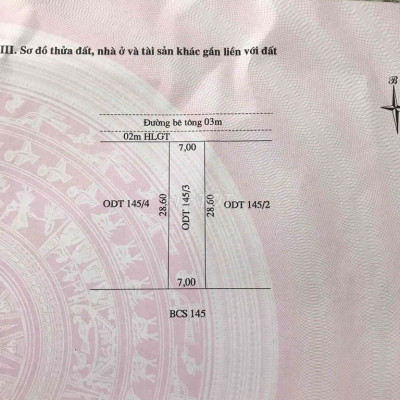 III. Sơ đồ thửa đất, nhà ở và tài sản khác gắn liền với đất
B
Đường bê tông 03m
02m HLGT
7,00
ODT 145/4
28.60
ODT 145/3
28.60
ODT 145/2
7,00
BCS 145